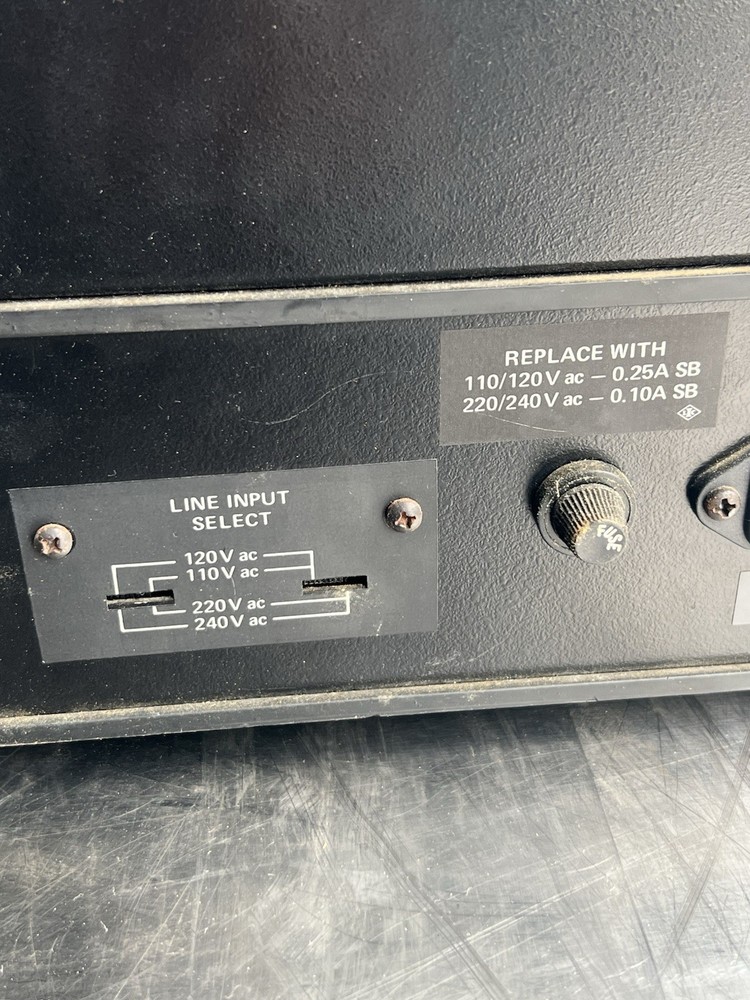 REPLACE WITH
110/120V ac – 0.25A SB
220/240V ac – 0.10A SB
LINE INPUT
SELECT
120V ac
110V ac
220V ac
240V ac
FUSE